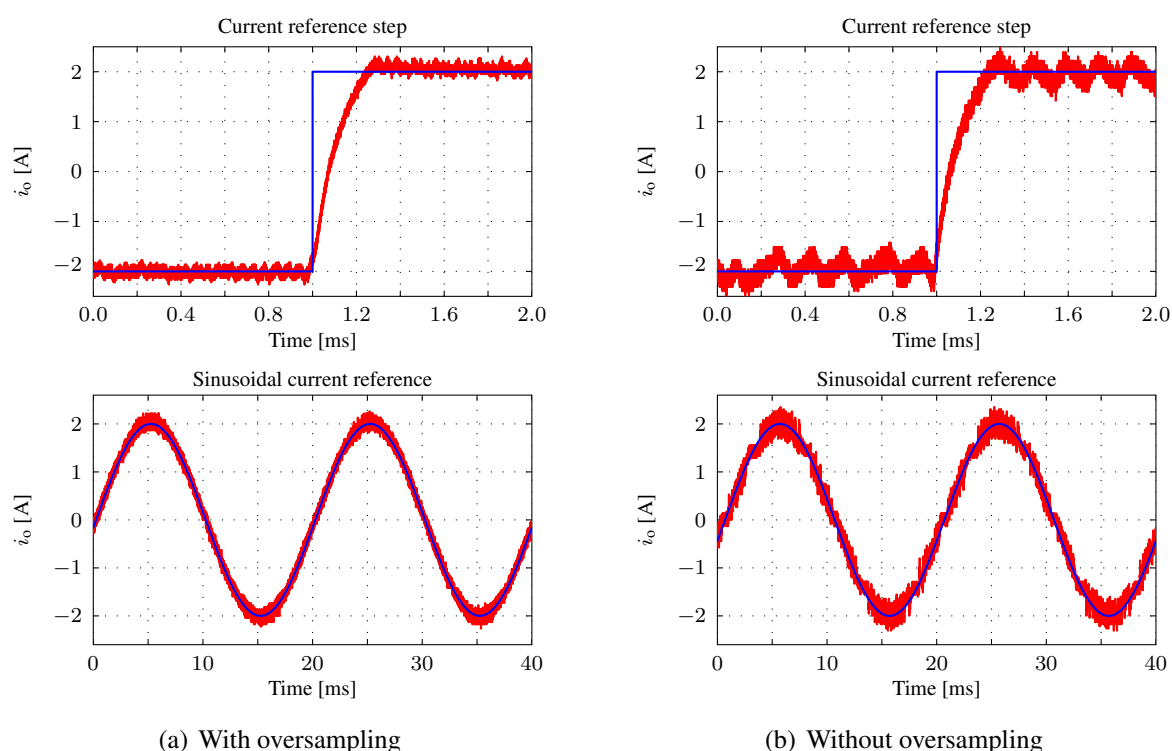 Current reference step
2
1
0
−1
−2
i_o [A]
0.0 0.4 0.8 1.2 1.6 2.0
Time [ms]
Sinusoidal current reference
2
1
0
−1
−2
i_o [A]
0 10 20 30 40
Time [ms]
(a) With oversampling
Current reference step
2
1
0
−1
−2
i_o [A]
0.0 0.4 0.8 1.2 1.6 2.0
Time [ms]
Sinusoidal current reference
2
1
0
−1
−2
i_o [A]
0 10 20 30 40
Time [ms]
(b) Without oversampling